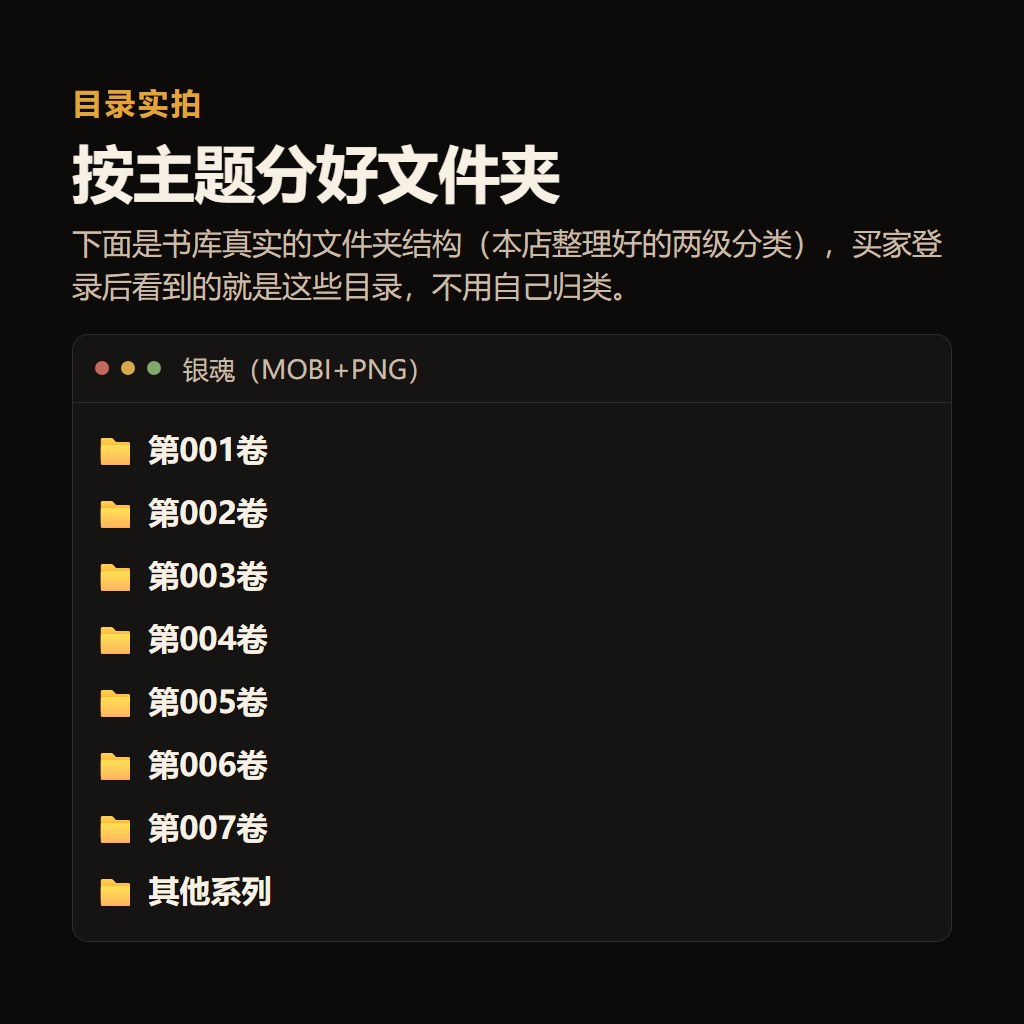 目录实拍
按主题分好文件夹
下面是书库真实的文件夹结构（本店整理好的两级分类），买家登
录后看到的就是这些目录，不用自己归类。
银魂（MOBI+PNG）
第001卷
第002卷
第003卷
第004卷
第005卷
第006卷
第007卷
其他系列